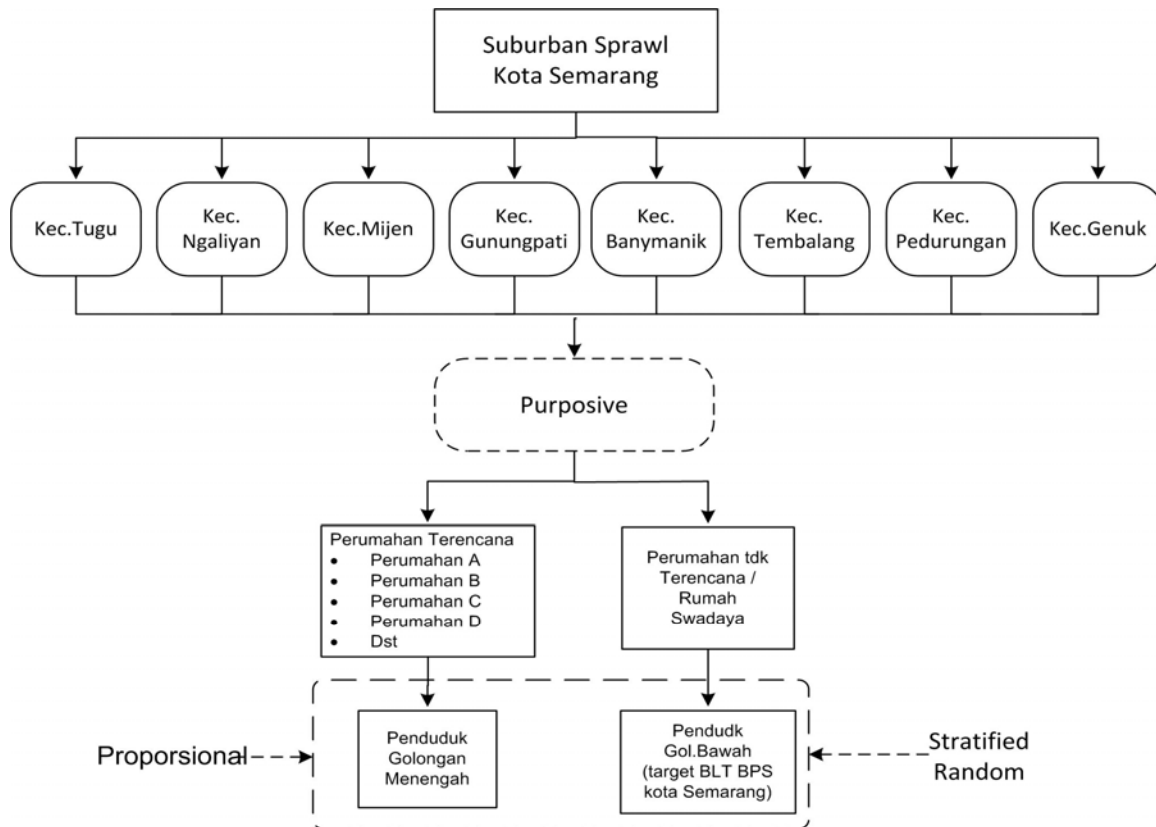 Suburban Sprawl
Kota Semarang
Kec.Tugu
Kec.
Ngaliyan
Kec.Mijen
Kec.
Gunungpati
Kec.
Banymanik
Kec.
Tembalang
Kec.
Pedurungan
Kec.Genuk
Purposive
Perumahan Terencana
• Perumahan A
• Perumahan B
• Perumahan C
• Perumahan D
• Dst
Perumahan tdk
Terencana /
Rumah
Swadaya
Proporsional
Penduduk
Golongan
Menengah
Pendudk
Gol.Bawah
(target BLT BPS
kota Semarang)
Stratified
Random